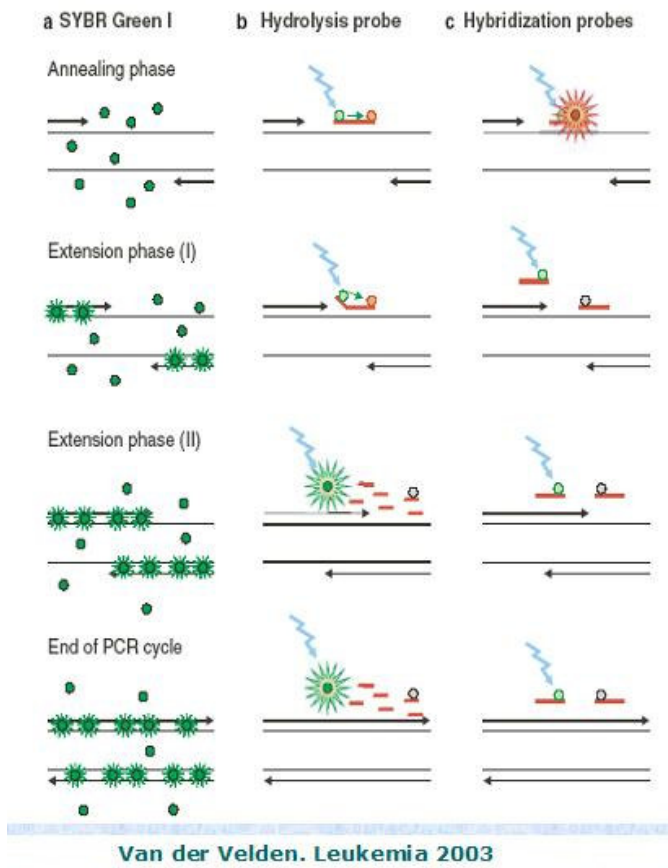 a SYBR Green I b Hydrolysis probe c Hybridization probes
Annealing phase
Extension phase (I)
Extension phase (II)
End of PCR cycle
Van der Velden. Leukemia 2003